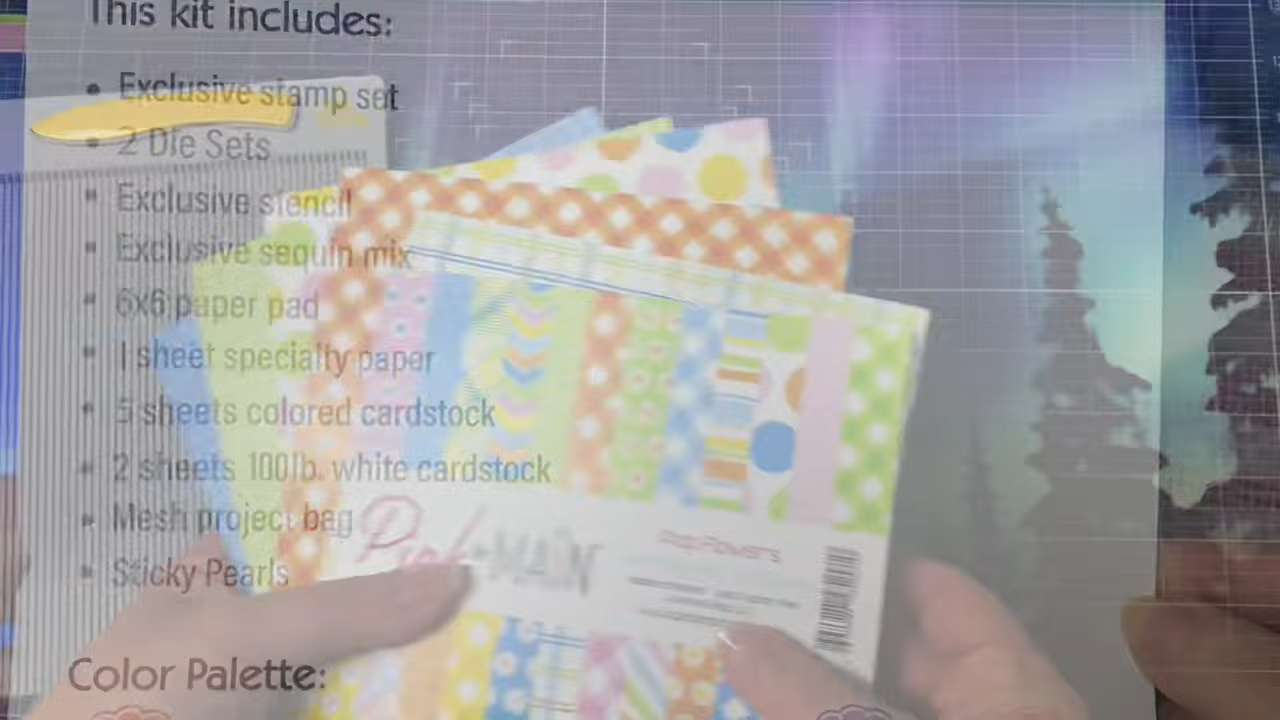 This kit includes:
• Exclusive stamp set
• 2 Die Sets
• Exclusive stencil
• Exclusive sequin mix
• 6x6 paper pad
• 1 sheet specialty paper
• 5 sheets colored cardstock
• 2 sheets 100lb. white cardstock
• Mesh project bag
• Sticky Pearls
Pink+MAIN
Pop Flowers
Color Palette: